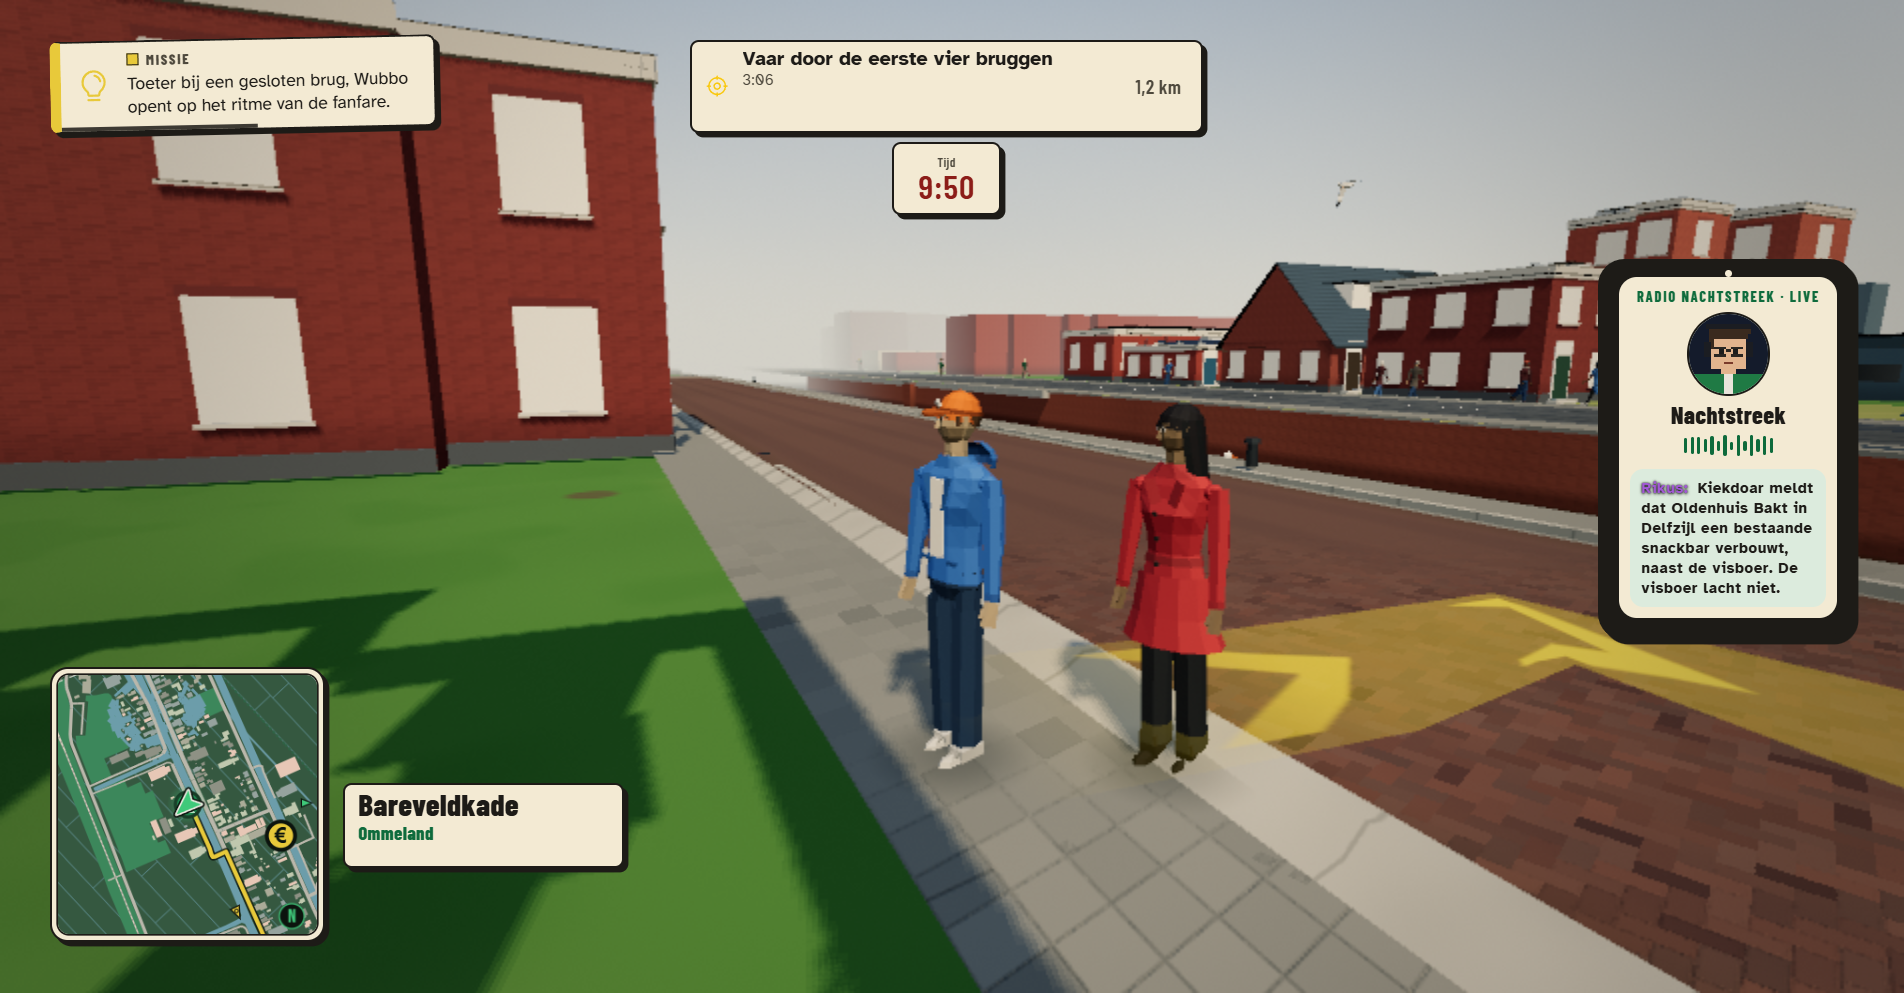 MISSIE
Toeter bij een gesloten brug, Wubbo
opent op het ritme van de fanfare.
Vaar door de eerste vier bruggen
3:06
1,2 km
Tijd
9:50
RADIO NACHTSTREEK · LIVE
Nachtstreek
Rikus: Kiekdoar meldt
dat Oldenhuis Bakt in
Delfzijl een bestaande
snackbar verbouwt,
naast de visboer. De
visboer lacht niet.
€
N
Bareveldkade
Ommeland